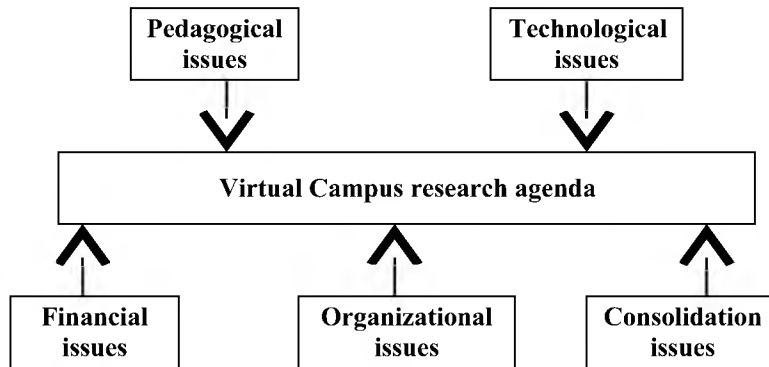 Pedagogical
issues
Technological
issues
Virtual Campus research agenda
Financial
issues
Organizational
issues
Consolidation
issues